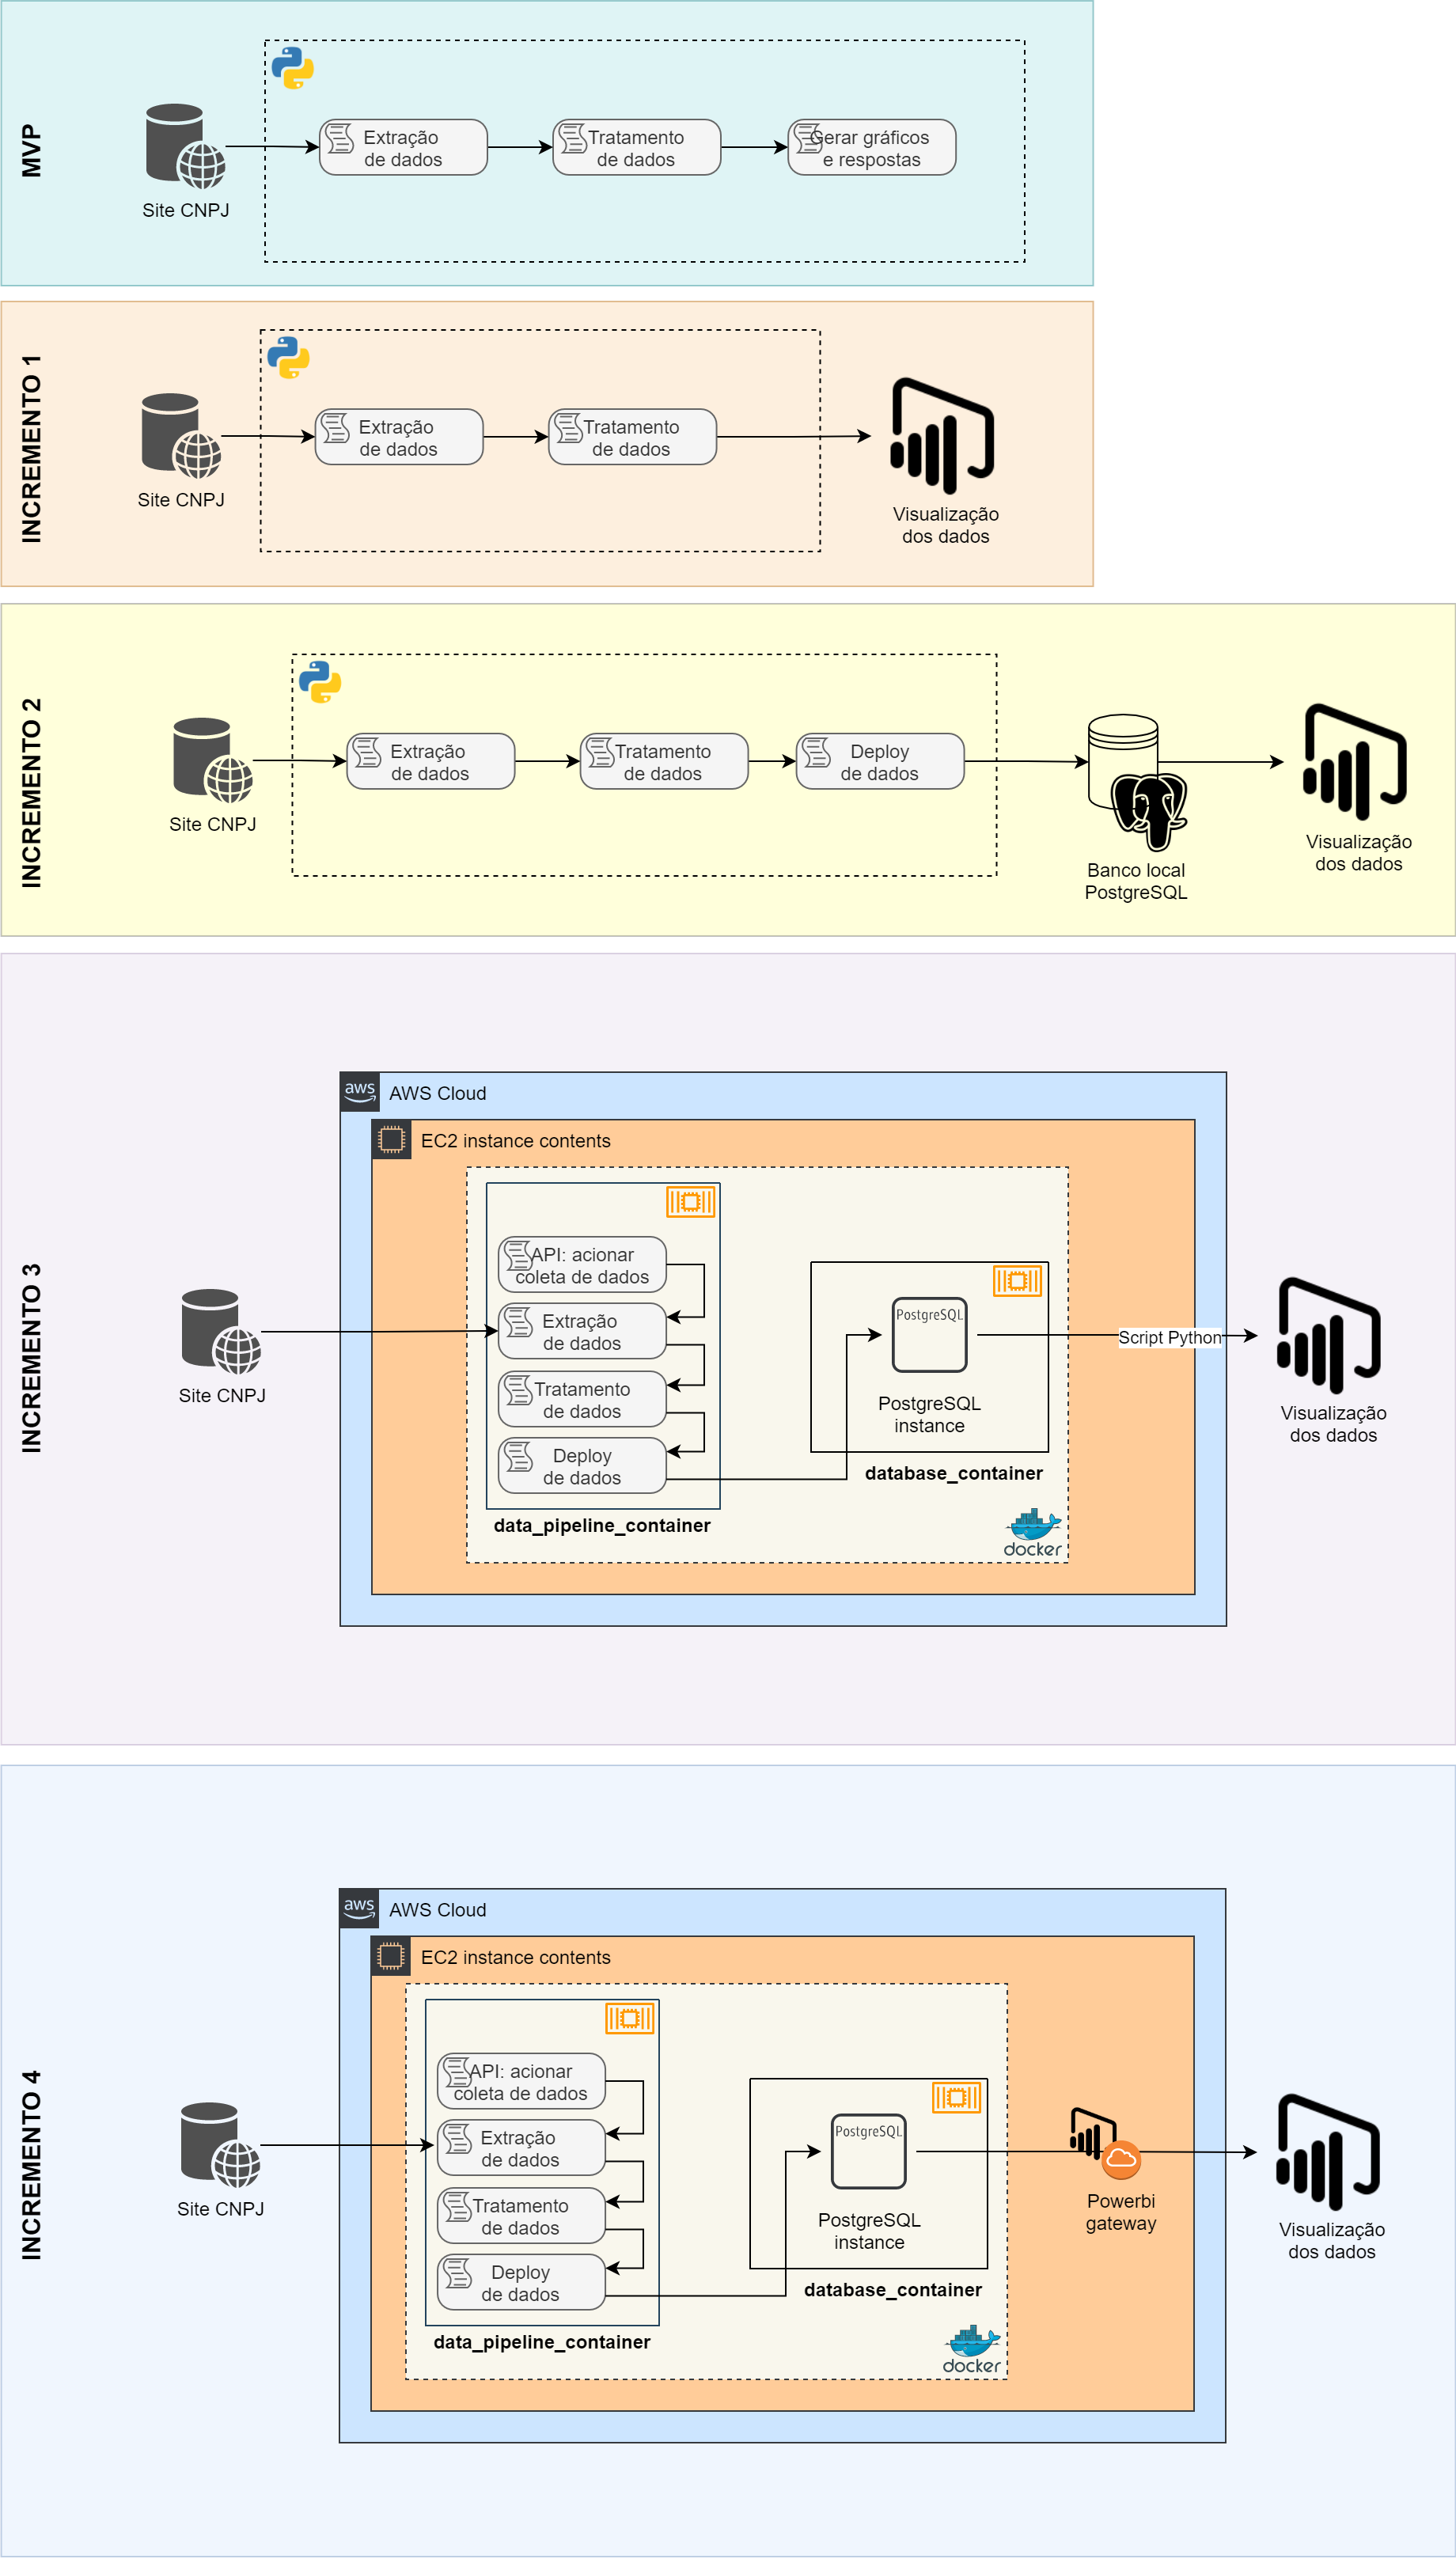 MVP
Site CNPJ
Extração
de dados
Tratamento
de dados
Gerar gráficos
e respostas
INCREMENTO 1
Site CNPJ
Extração
de dados
Tratamento
de dados
Visualização
dos dados
INCREMENTO 2
Site CNPJ
Extração
de dados
Tratamento
de dados
Deploy
de dados
Banco local
PostgreSQL
Visualização
dos dados
INCREMENTO 3
Site CNPJ
aws
AWS Cloud
EC2 instance contents
API: acionar
coleta de dados
Extração
de dados
Tratamento
de dados
Deploy
de dados
data_pipeline_container
PostgreSQL
PostgreSQL
instance
database_container
docker
Script Python
Visualização
dos dados
INCREMENTO 4
Site CNPJ
aws
AWS Cloud
EC2 instance contents
API: acionar
coleta de dados
Extração
de dados
Tratamento
de dados
Deploy
de dados
data_pipeline_container
PostgreSQL
PostgreSQL
instance
database_container
docker
Powerbi
gateway
Visualização
dos dados